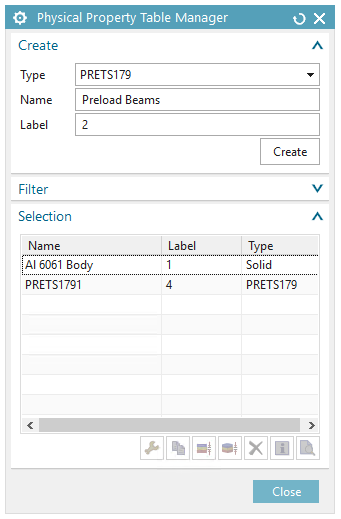 Physical Property Table Manager
Create
Type PRETS179
Name Preload Beams
Label 2
Create
Filter
Selection
Name Label Type
Al 6061 Body 1 Solid
PRETS1791 4 PRETS179
Close